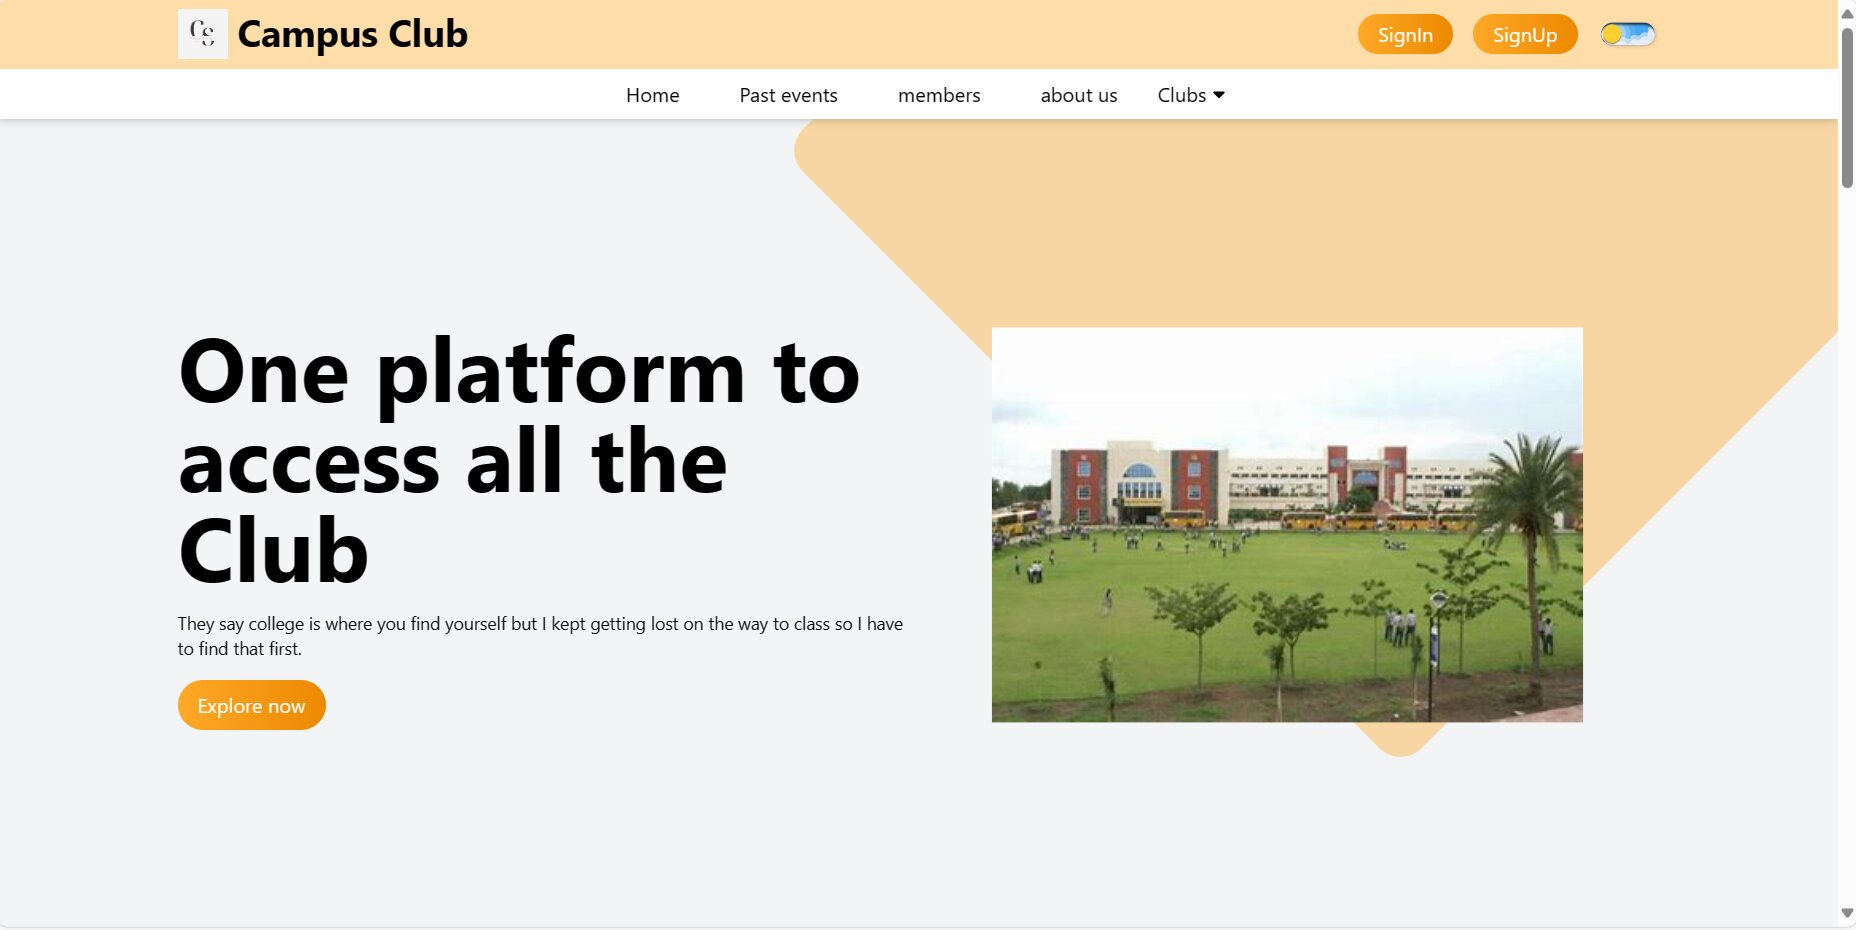 CS
Campus Club
SignIn
SignUp
Home
Past events
members
about us
Clubs
One platform to
access all the
Club
They say college is where you find yourself but I kept getting lost on the way to class so I have
to find that first.
Explore now